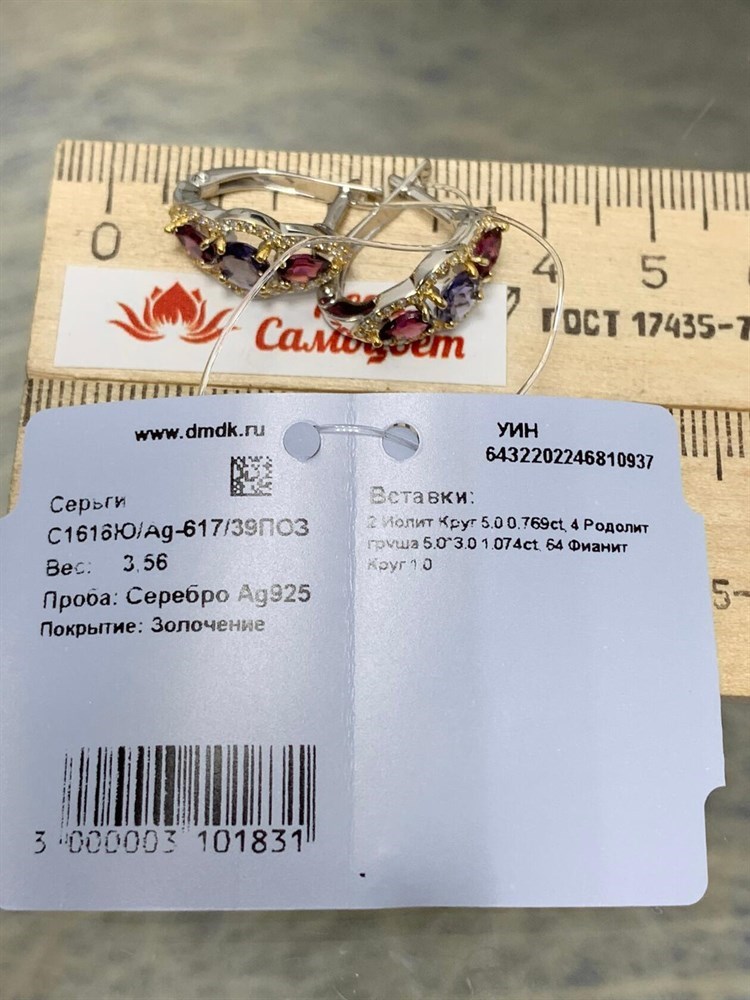 0
4 5
ГОСТ 17435-7
Самоцвет
www.dmdk.ru
Серьги
С1616Ю/Ag-617/39ПОЗ
Вес: 3.56
Проба: Серебро Ag925
Покрытие: Золочение
3 000003 101831
УИН
6432202246810937
Вставки:
2 Иолит Круг 5.0 0.769ct, 4 Родолит
груша 5.0*3.0 1.074ct, 64 Фианит
Круг 1.0
5-